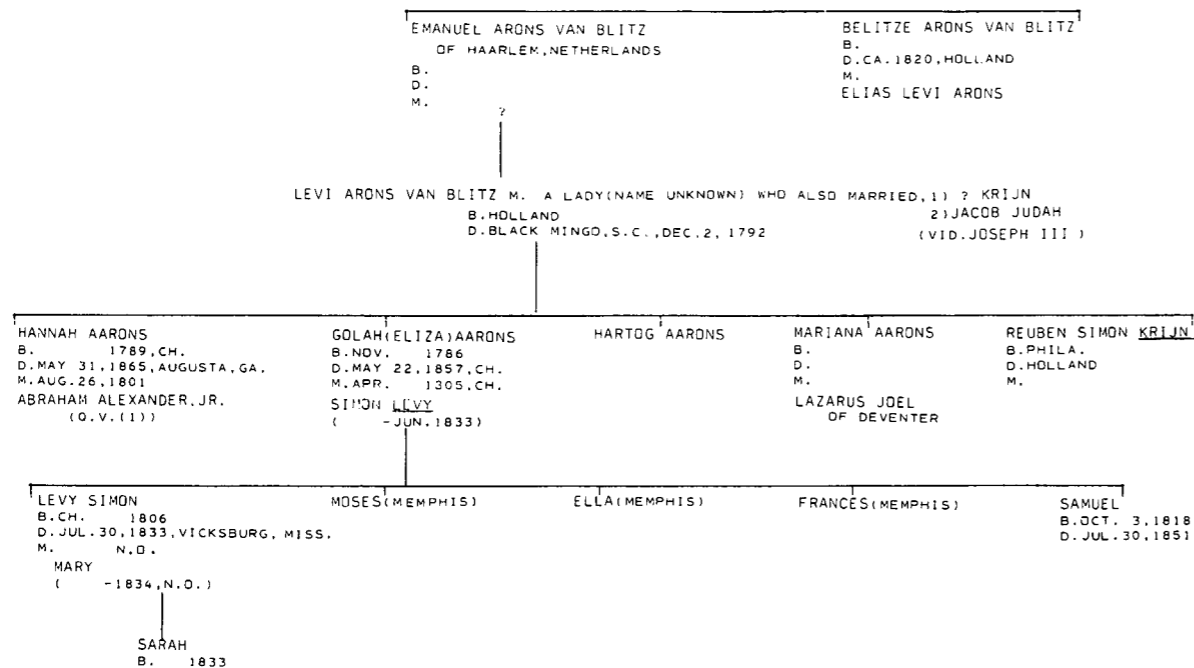 EMANUEL ARONS VAN BLITZ
OF HAARLEM,NETHERLANDS
B.
D.
M.
?
BELITZE ARONS VAN BLITZ
B.
D.CA.1820,HOLLAND
M.
ELIAS LEVI ARONS
LEVI ARONS VAN BLITZ M. A LADY(NAME UNKNOWN) WHO ALSO MARRIED,1) ? KRIJN
B.HOLLAND
D.BLACK MINGO,S.C.,DEC.2, 1792
2)JACOB JUDAH
(VID.JOSEPH III )
HANNAH AARONS
B. 1789,CH.
D.MAY 31,1865,AUGUSTA,GA.
M.AUG.26,1801
ABRAHAM ALEXANDER,JR.
(Q.V.(1))
GOLAH(ELIZA)AARONS
B.NOV. 1786
D.MAY 22,1857,CH.
M.APR. 1305,CH.
SIMON LEVY
( -JUN.1833)
HARTOG AARONS
MARIANA AARONS
B.
D.
M.
LAZARUS JOEL
OF DEVENTER
REUBEN SIMON KRIJN
B.PHILA.
D.HOLLAND
M.
LEVY SIMON
B.CH. 1806
D.JUL.30,1833,VICKSBURG, MISS.
M. N.O.
MARY
( -1834,N.O.)
MOSES(MEMPHIS)
ELLA(MEMPHIS)
FRANCES(MEMPHIS)
SAMUEL
B.OCT. 3,1818
D.JUL.30,1851
SARAH
B. 1833